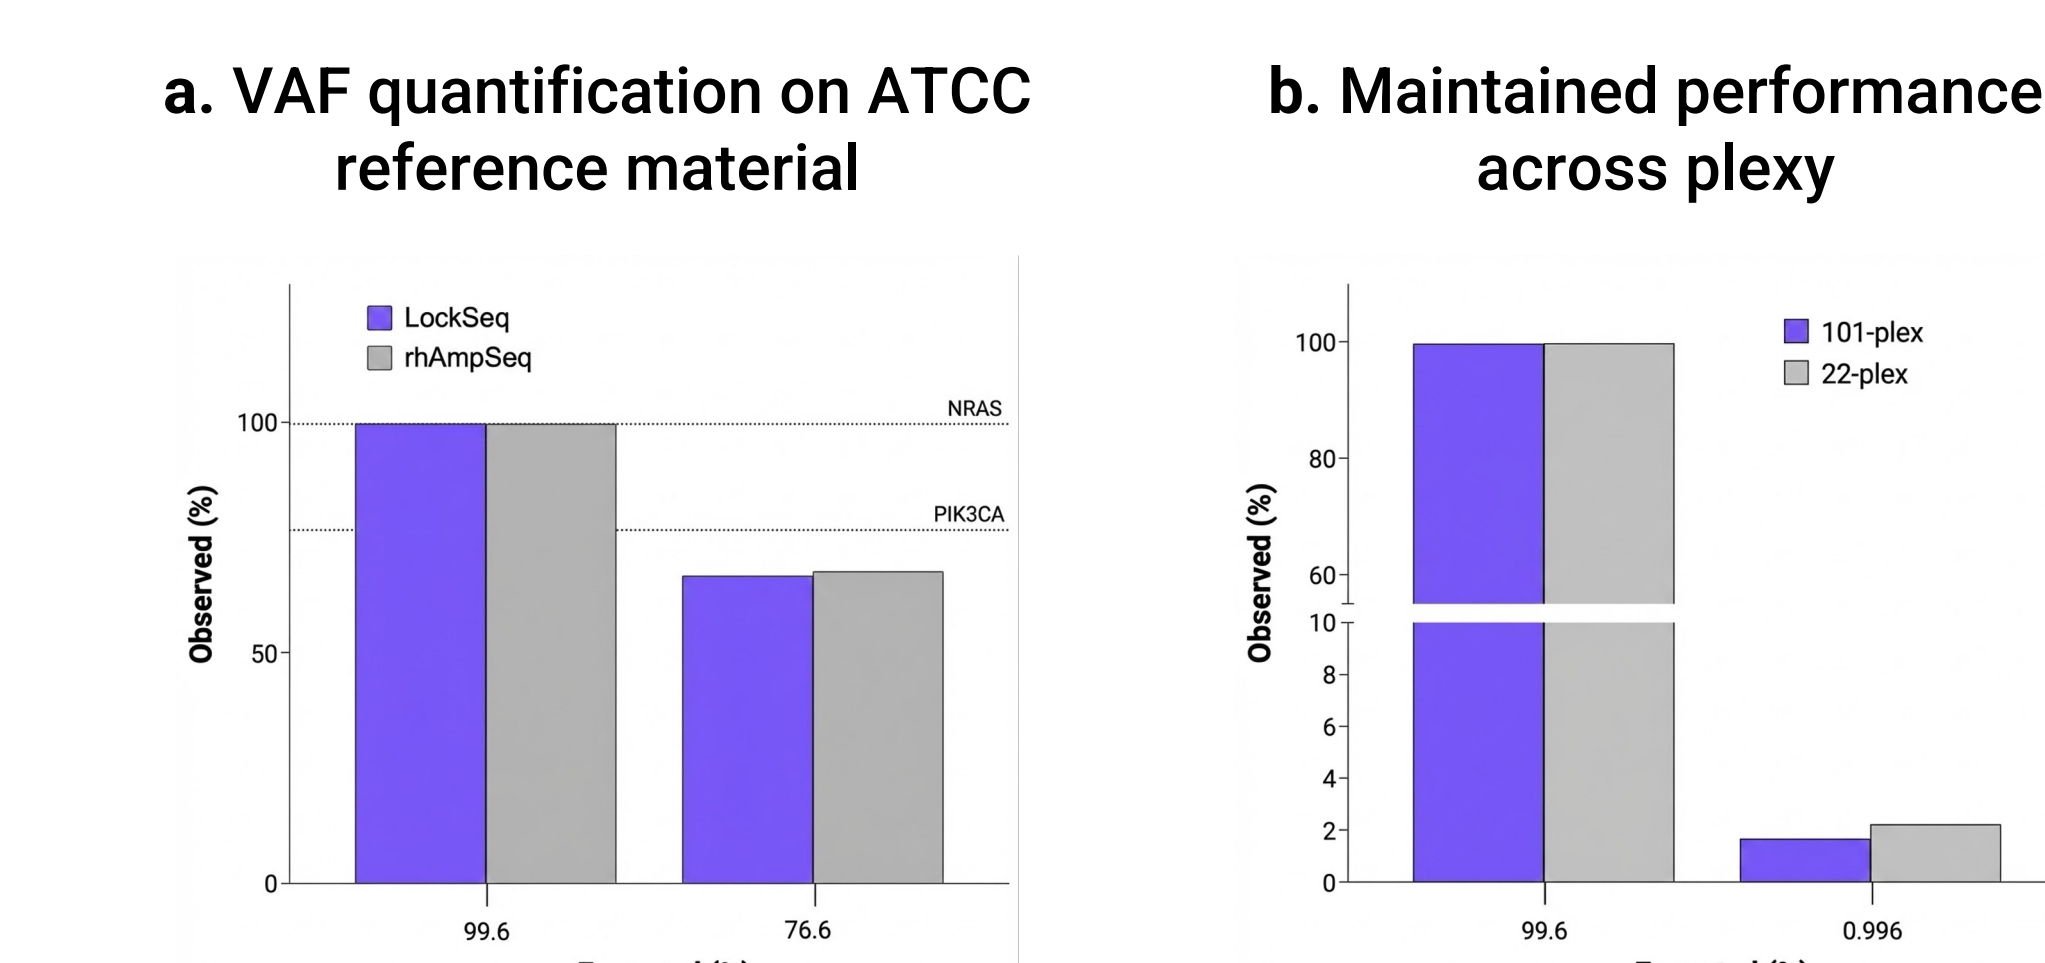 a. VAF quantification on ATCC
reference material
LockSeq
rhAmpSeq
NRAS
100
PIK3CA
Observed (%)
50
0
99.6
76.6
b. Maintained performance
across plexy
101-plex
22-plex
100
80
60
Observed (%)
10
8
6
4
2
0
99.6
0.996